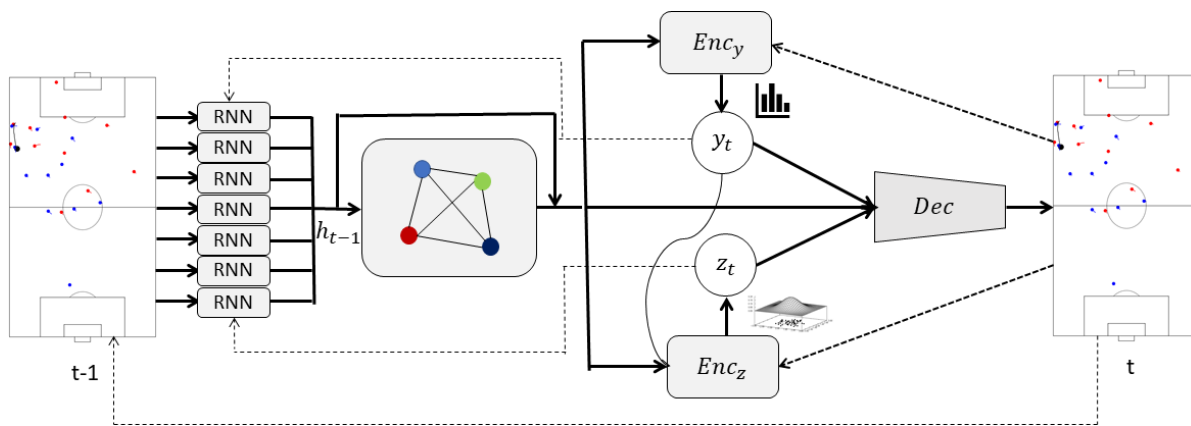 Enc_y
RNN
RNN
RNN
RNN
RNN
RNN
RNN
h_{t-1}
y_t
z_t
Dec
Enc_z
t-1
t